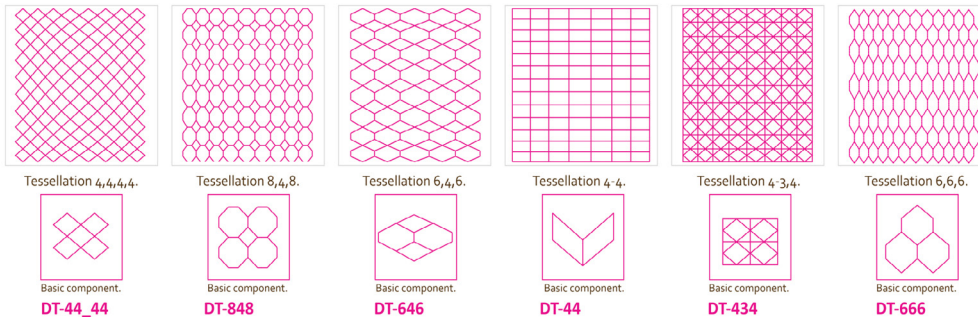 Tessellation 4,4,4,4.
Tessellation 8,4,8.
Tessellation 6,4,6.
Tessellation 4-4.
Tessellation 4-3,4.
Tessellation 6,6,6.
Basic component.
Basic component.
Basic component.
Basic component.
Basic component.
Basic component.
DT-44_44
DT-848
DT-646
DT-44
DT-434
DT-666